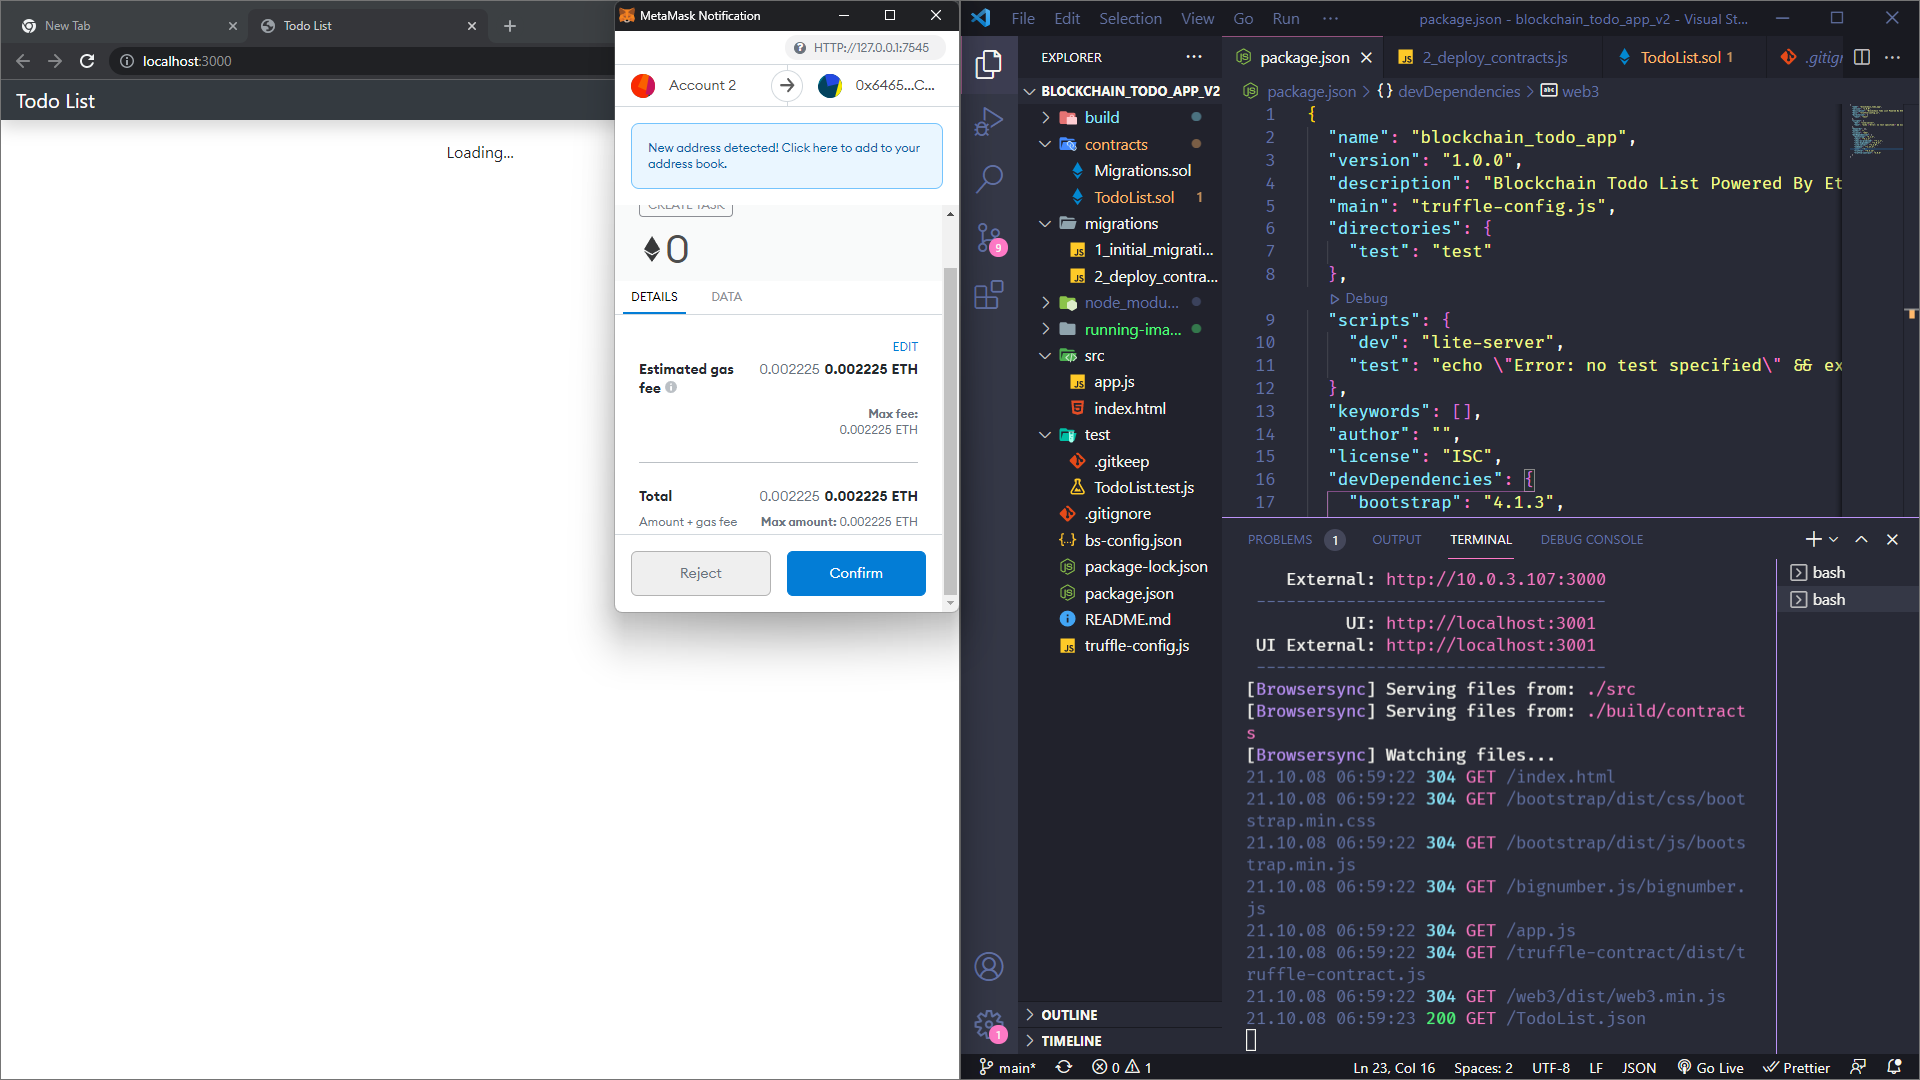 New Tab
Todo List
localhost:3000
Todo List
Loading...
MetaMask Notification
HTTP://127.0.0.1:7545
Account 2
0x6465...C...
New address detected! Click here to add to your
address book.
CREATE TASK
0
DETAILS
DATA
EDIT
Estimated gas
fee
0.002225 0.002225 ETH
Max fee:
0.002225 ETH
Total
0.002225 0.002225 ETH
Amount + gas fee
Max amount: 0.002225 ETH
Reject
Confirm
File Edit Selection View Go Run ···
package.json - blockchain_todo_app_v2 - Visual St...
EXPLORER
···
BLOCKCHAIN_TODO_APP_V2
build
contracts
Migrations.sol
TodoList.sol 1
migrations
1_initial_migrati...
2_deploy_contra...
node_modu...
running-ima...
src
app.js
index.html
test
.gitkeep
TodoList.test.js
.gitignore
bs-config.json
package-lock.json
package.json
README.md
truffle-config.js
OUTLINE
TIMELINE
9
1
package.json
2_deploy_contracts.js
TodoList.sol 1
.gitign
package.json > {} devDependencies > abc web3
1 {
2 "name": "blockchain_todo_app",
3 "version": "1.0.0",
4 "description": "Blockchain Todo List Powered By Et
5 "main": "truffle-config.js",
6 "directories": {
7 "test": "test"
8 },
Debug
9 "scripts": {
10 "dev": "lite-server",
11 "test": "echo \"Error: no test specified\" && ex
12 },
13 "keywords": [],
14 "author": "",
15 "license": "ISC",
16 "devDependencies": {
17 "bootstrap": "4.1.3",
PROBLEMS 1
OUTPUT
TERMINAL
DEBUG CONSOLE
External: http://10.0.3.107:3000
-----------------------------------
UI: http://localhost:3001
UI External: http://localhost:3001
-----------------------------------
[Browsersync] Serving files from: ./src
[Browsersync] Serving files from: ./build/contract
s
[Browsersync] Watching files...
21.10.08 06:59:22 304 GET /index.html
21.10.08 06:59:22 304 GET /bootstrap/dist/css/boot
strap.min.css
21.10.08 06:59:22 304 GET /bootstrap/dist/js/boots
trap.min.js
21.10.08 06:59:22 304 GET /bignumber.js/bignumber.
js
21.10.08 06:59:22 304 GET /app.js
21.10.08 06:59:22 304 GET /truffle-contract/dist/t
ruffle-contract.js
21.10.08 06:59:22 304 GET /web3/dist/web3.min.js
21.10.08 06:59:23 200 GET /TodoList.json
bash
bash
main*
0
1
Ln 23, Col 16
Spaces: 2
UTF-8
LF
JSON
Go Live
Prettier